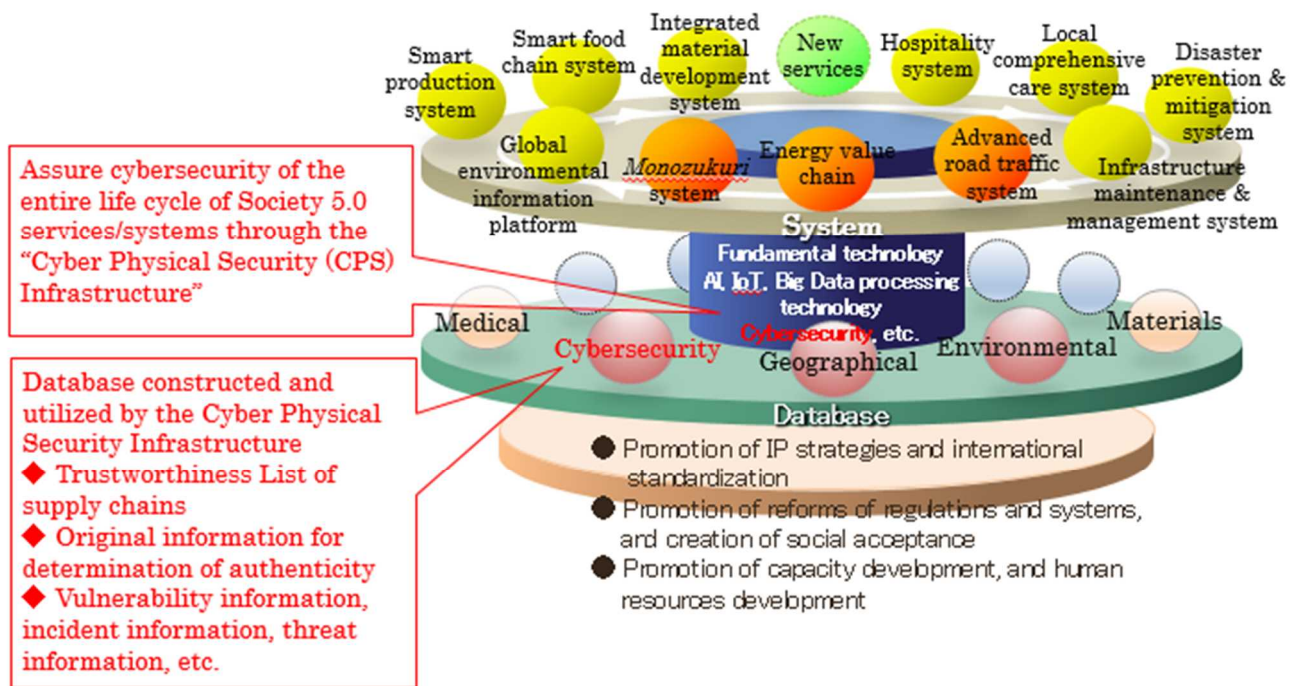 Smart
production
system
Smart food
chain system
Integrated
material
development
system
New
services
Hospitality
system
Local
comprehensive
care system
Disaster
prevention &
mitigation
system
Global
environmental
information
platform
Monozukuri
system
Energy value
chain
Advanced
road traffic
system
Infrastructure
maintenance &
management system
Assure cybersecurity of the
entire life cycle of Society 5.0
services/systems through the
“Cyber Physical Security (CPS)
Infrastructure”
System
Fundamental technology
AI, IoT, Big Data processing
technology
Cybersecurity, etc.
Medical
Cybersecurity
Geographical
Environmental
Materials
Database
Database constructed and
utilized by the Cyber Physical
Security Infrastructure
◆ Trustworthiness List of
supply chains
◆ Original information for
determination of authenticity
◆ Vulnerability information,
incident information, threat
information, etc.
● Promotion of IP strategies and international
standardization
● Promotion of reforms of regulations and systems,
and creation of social acceptance
● Promotion of capacity development, and human
resources development